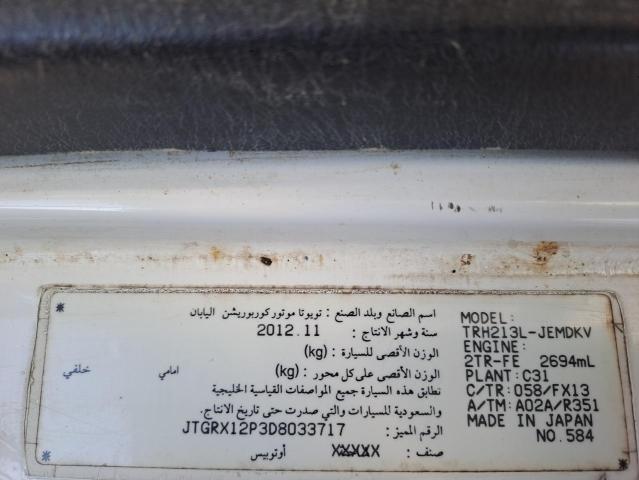 اسم الصانع وبلد الصنع : تويوتا موتور كوربوريشن اليابان
سنة وشهر الانتاج : 2012.11
الوزن الأقصى للسيارة : (kg)
الوزن الأقصى على كل محور : (kg) امامي خلفي
تطابق هذه السيارة جميع المواصفات القياسية الخليجية
والسعودية للسيارات والتي صدرت حتى تاريخ الانتاج.
الرقم المميز : JTGRX12P3D8033717
صنف : XXXXX أوتوبيس
MODEL:
TRH213L-JEMDKV
ENGINE:
2TR-FE 2694mL
PLANT:C31
C/TR:058/FX13
A/TM:A02A/R351
MADE IN JAPAN
NO.584